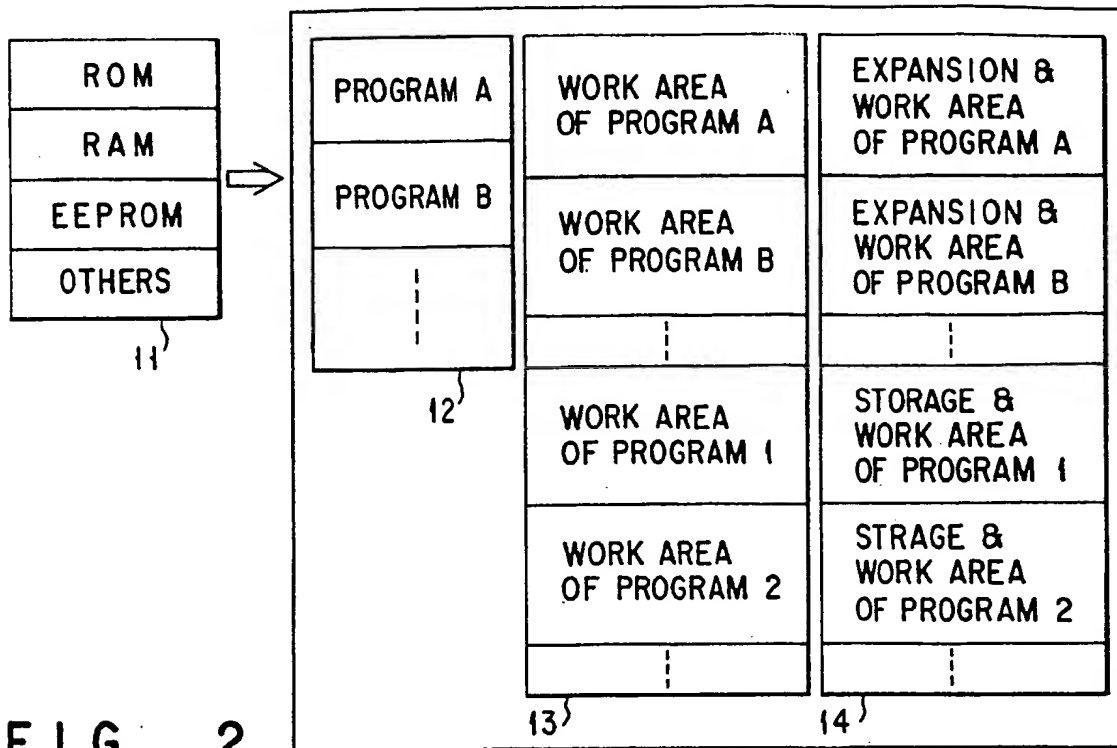 ROM
RAM
EEPROM
OTHERS
11
PROGRAM A
PROGRAM B
12
WORK AREA
OF PROGRAM A
WORK AREA
OF PROGRAM B
WORK AREA
OF PROGRAM 1
WORK AREA
OF PROGRAM 2
13
EXPANSION &
WORK AREA
OF PROGRAM A
EXPANSION &
WORK AREA
OF PROGRAM B
STORAGE &
WORK AREA
OF PROGRAM 1
STRAGE &
WORK AREA
OF PROGRAM 2
14
FIG. 2